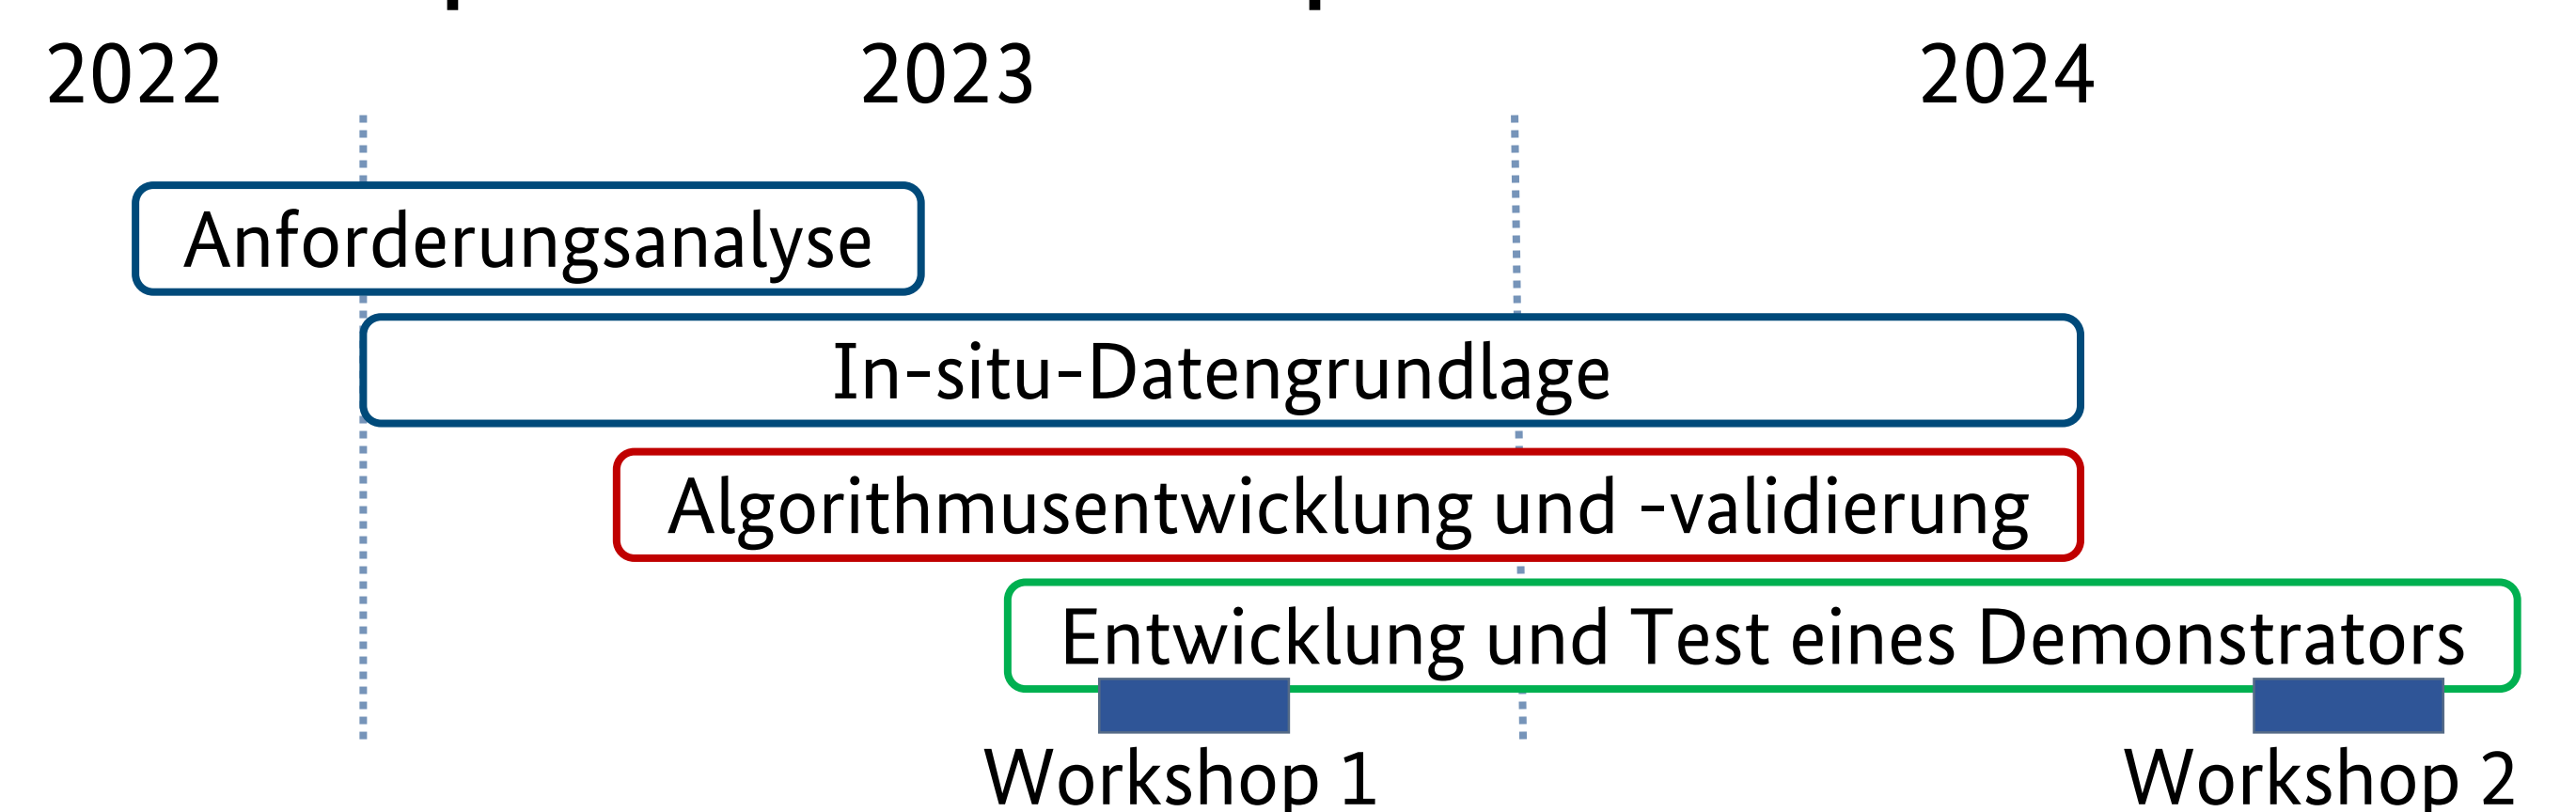 2022 2023 2024
Anforderungsanalyse
In-situ-Datengrundlage
Algorithmusentwicklung und -validierung
Entwicklung und Test eines Demonstrators
Workshop 1 Workshop 2